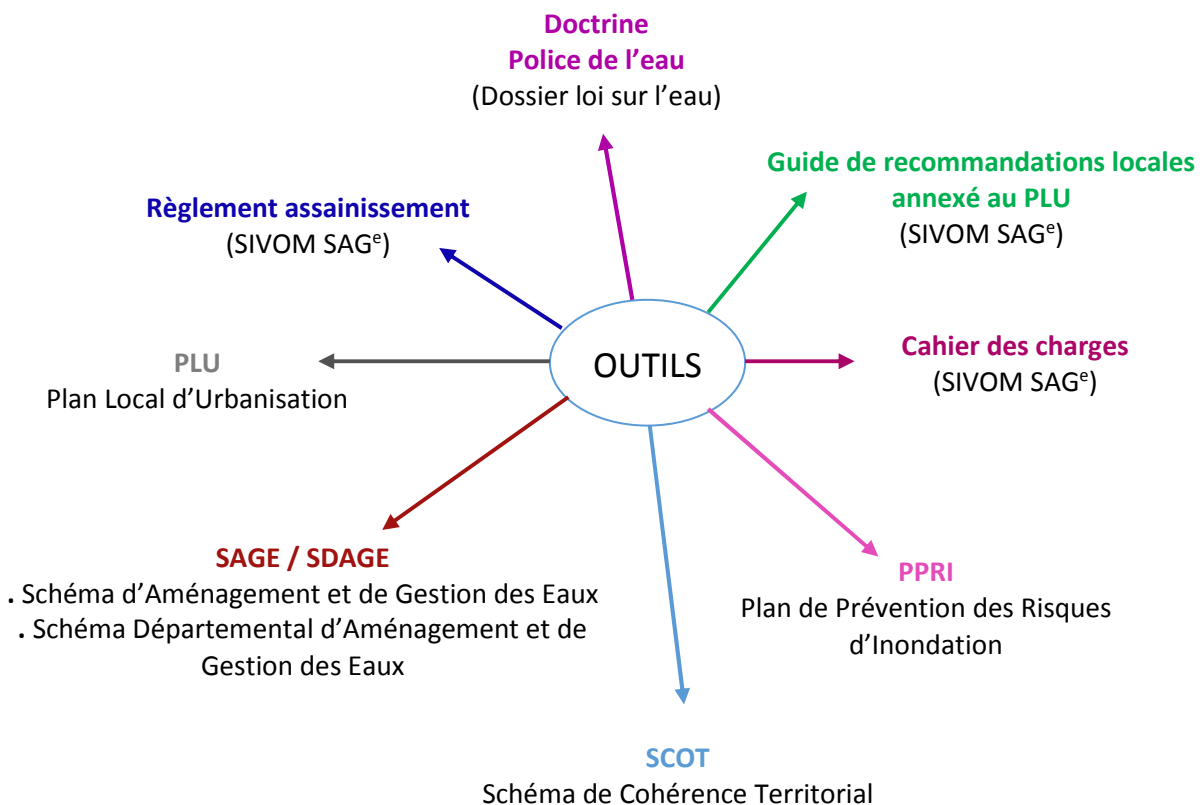 Doctrine
Police de l’eau
(Dossier loi sur l’eau)
Guide de recommandations locales
annexé au PLU
(SIVOM SAGᵉ)
Règlement assainissement
(SIVOM SAGᵉ)
OUTILS
Cahier des charges
(SIVOM SAGᵉ)
PLU
Plan Local d’Urbanisation
SAGE / SDAGE
. Schéma d’Aménagement et de Gestion des Eaux
. Schéma Départemental d’Aménagement et de
Gestion des Eaux
PPRI
Plan de Prévention des Risques
d’Inondation
SCOT
Schéma de Cohérence Territorial